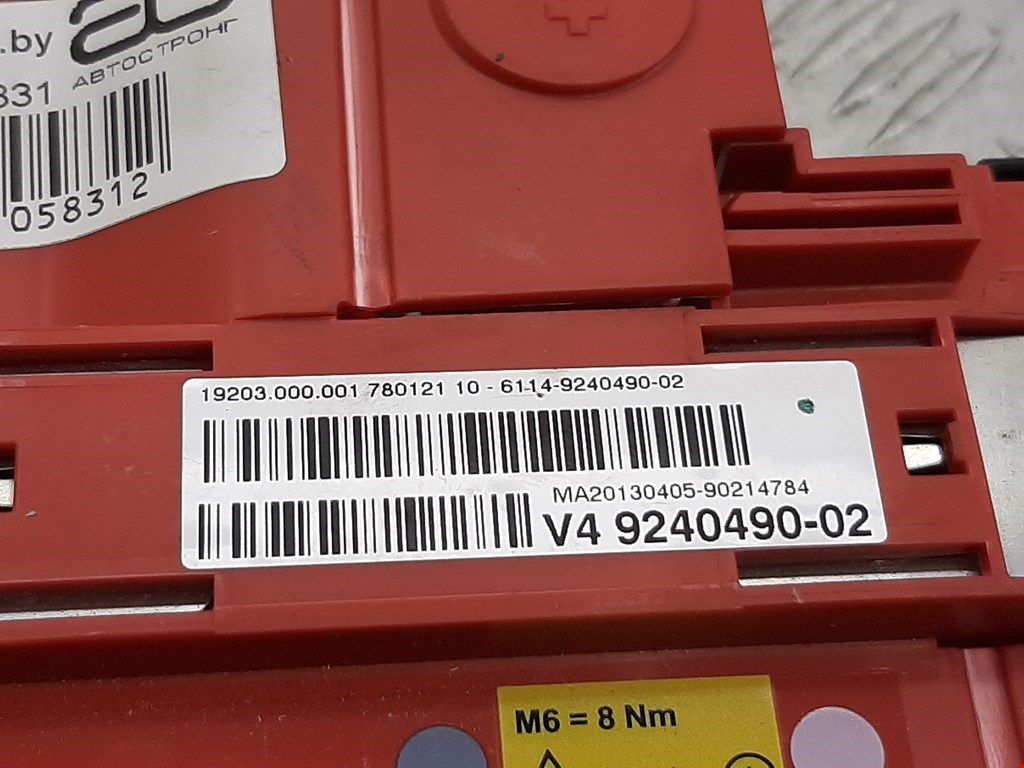 .by
АВТОСТРОНГ
831
058312
19203.000.001 780121 10 - 6114-9240490-02
MA20130405-90214784
V4 9240490-02
M6 = 8 Nm